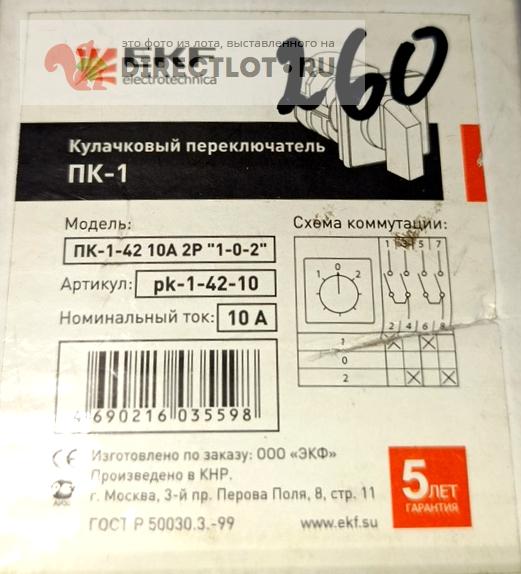 это фото из лота, выставленного на
DIRECTLOT.RU
EKF
electrotechnica
260
Кулачковый переключатель
ПК-1
Модель:
ПК-1-42 10А 2P "1-0-2"
Артикул: pk-1-42-10
Номинальный ток: 10 А
Схема коммутации:
0
1 2
1 3 5 7
2 4 6 8
1
0
2
4 690216 035598
CE Изготовлено по заказу: ООО «ЭКФ»
Произведено в КНР.
г. Москва, 3-й пр. Перова Поля, 8, стр. 11
ГОСТ Р 50030.3.-99
www.ekf.su
5 ЛЕТ
ГАРАНТИЯ